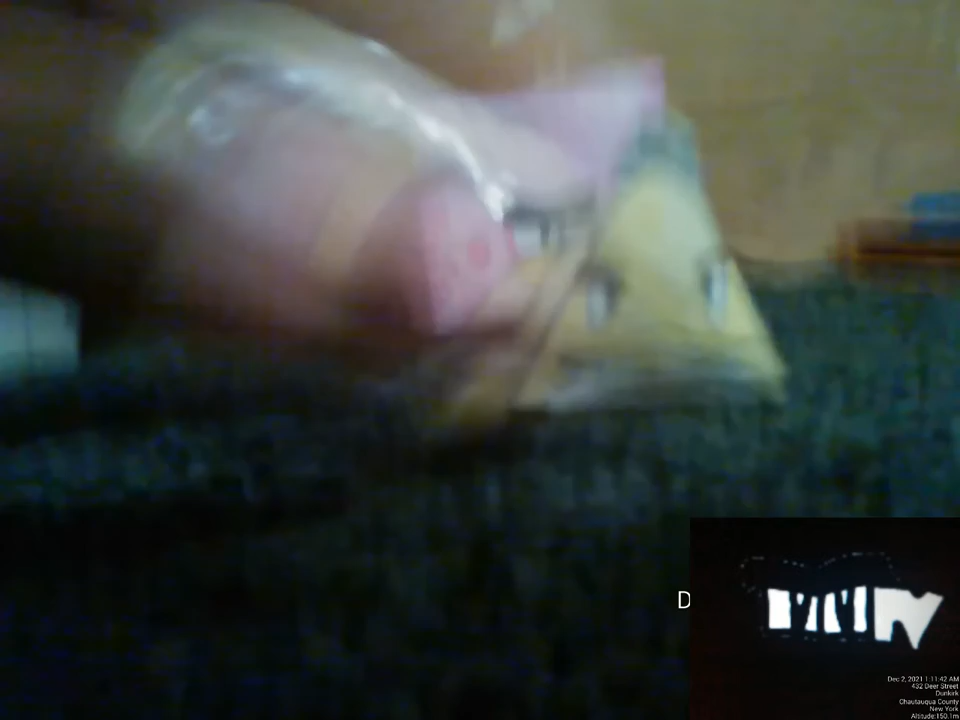 D
Dec 2, 2021 1:11:42 AM
432 Deer Street
Dunkirk
Chautauqua County
New York
Altitude:150.1m